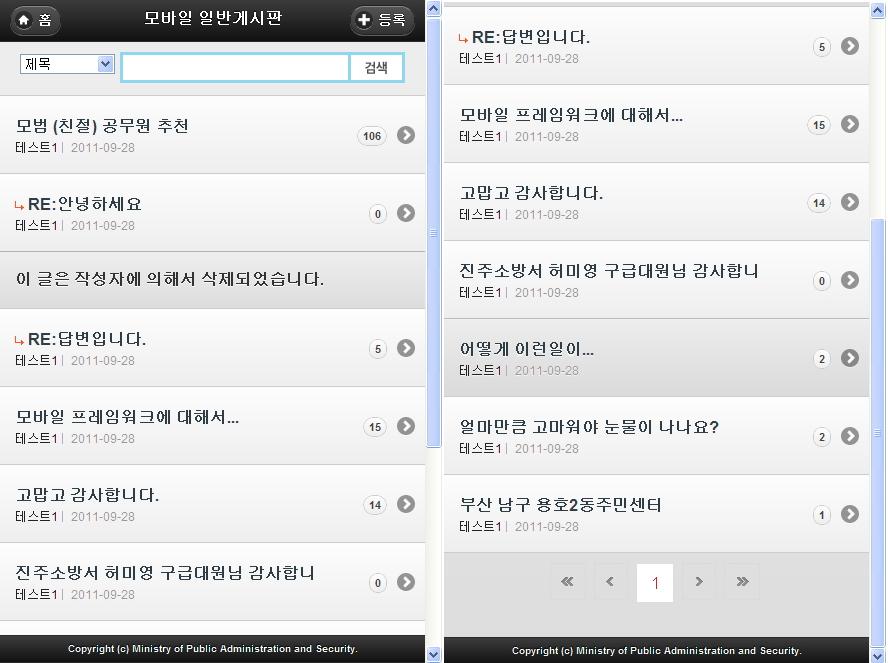 홈
모바일 일반게시판
등록
제목
검색
모범 (친절) 공무원 추천
테스트1 | 2011-09-28
106
RE:안녕하세요
테스트1 | 2011-09-28
0
이 글은 작성자에 의해서 삭제되었습니다.
RE:답변입니다.
테스트1 | 2011-09-28
5
모바일 프레임워크에 대해서...
테스트1 | 2011-09-28
15
고맙고 감사합니다.
테스트1 | 2011-09-28
14
진주소방서 허미영 구급대원님 감사합니
테스트1 | 2011-09-28
0
Copyright (c) Ministry of Public Administration and Security.
RE:답변입니다.
테스트1 | 2011-09-28
5
모바일 프레임워크에 대해서...
테스트1 | 2011-09-28
15
고맙고 감사합니다.
테스트1 | 2011-09-28
14
진주소방서 허미영 구급대원님 감사합니
테스트1 | 2011-09-28
0
어떻게 이런일이...
테스트1 | 2011-09-28
2
얼마만큼 고마워야 눈물이 나나요?
테스트1 | 2011-09-28
2
부산 남구 용호2동주민센터
테스트1 | 2011-09-28
1
« ‹ 1 › »
Copyright (c) Ministry of Public Administration and Security.